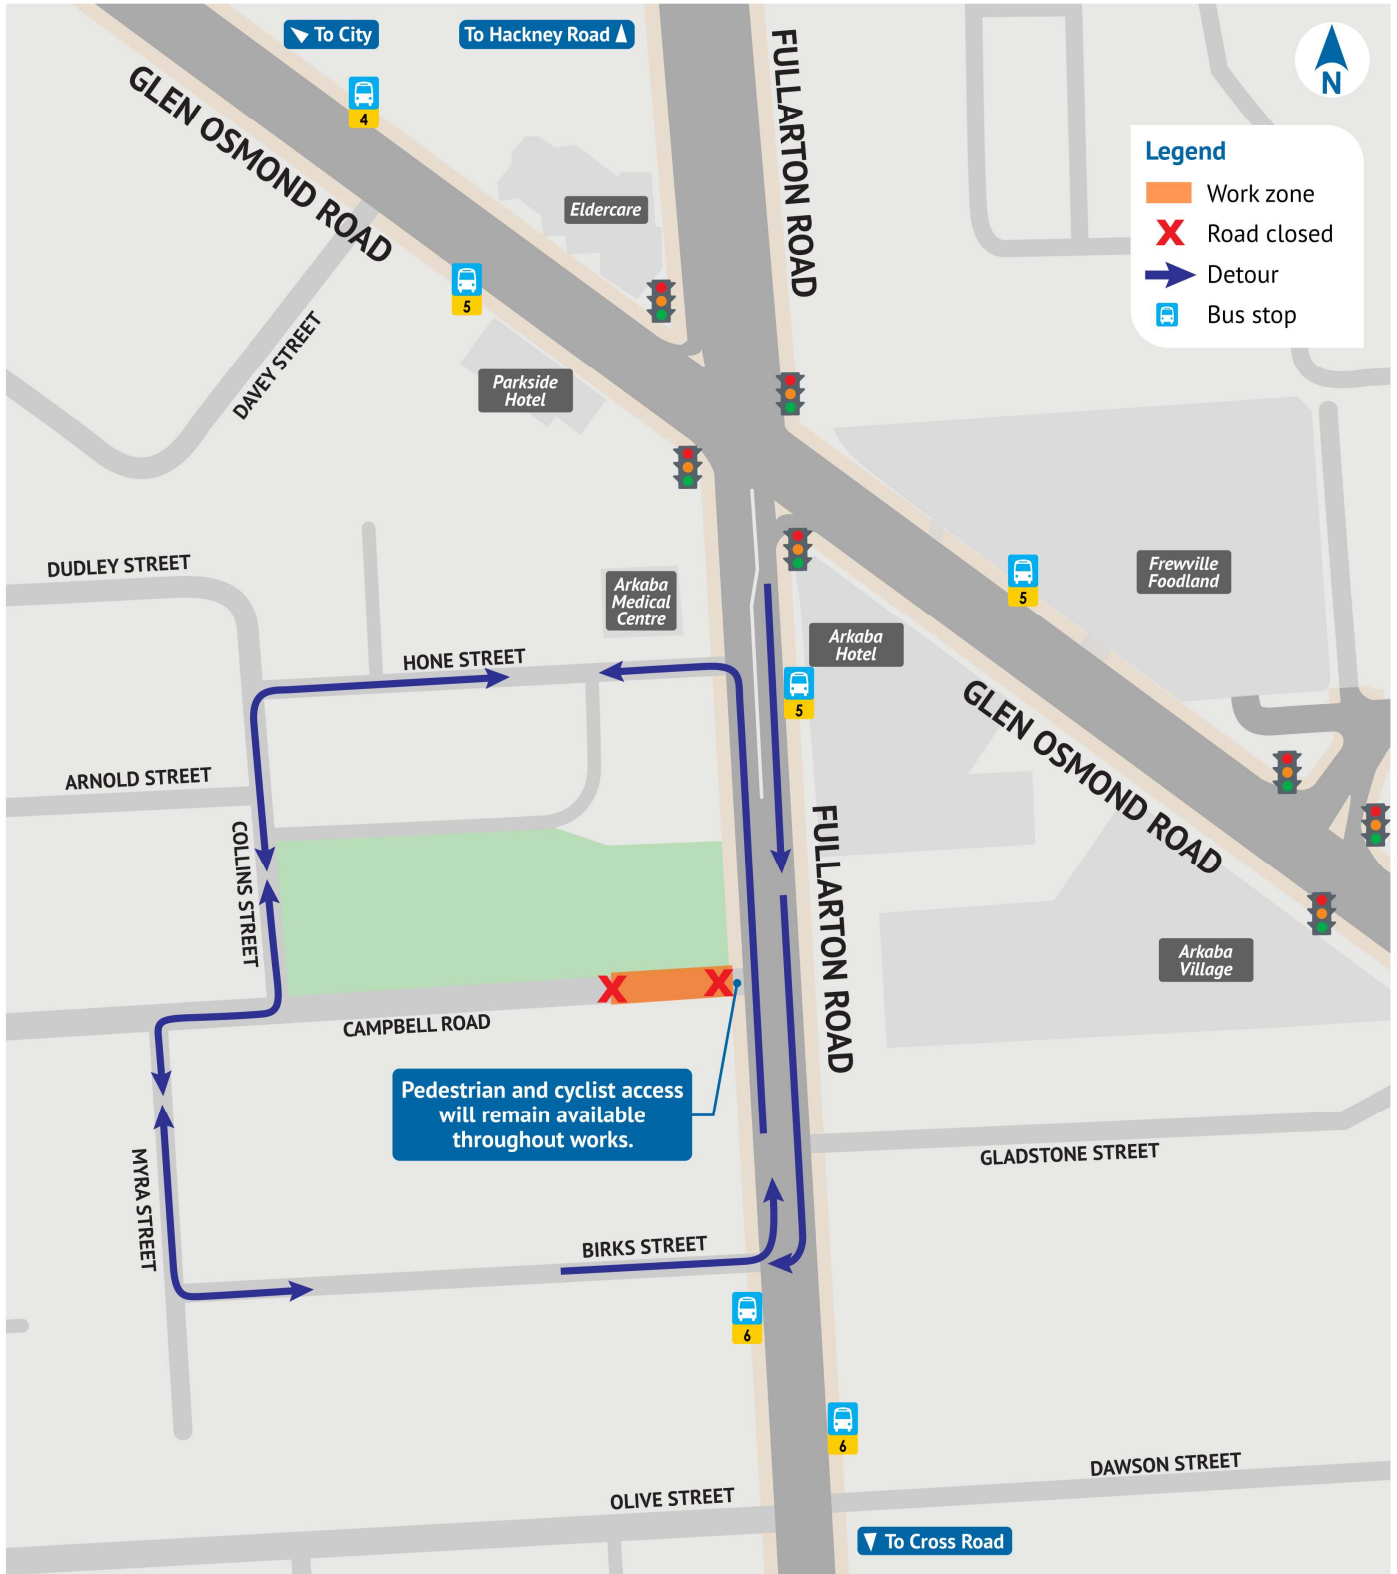 To City
To Hackney Road
FULLARTON ROAD
N
GLEN OSMOND ROAD
4
Legend
Work zone
Road closed
Detour
Bus stop
Eldercare
5
DAVEY STREET
Parkside
Hotel
DUDLEY STREET
Arkaba
Medical
Centre
Frewville
Foodland
5
Arkaba
Hotel
HONE STREET
5
GLEN OSMOND ROAD
ARNOLD STREET
COLLINS STREET
FULLARTON ROAD
Arkaba
Village
CAMPBELL ROAD
Pedestrian and cyclist access
will remain available
throughout works.
MYRA STREET
GLADSTONE STREET
BIRKS STREET
6
6
DAWSON STREET
OLIVE STREET
To Cross Road